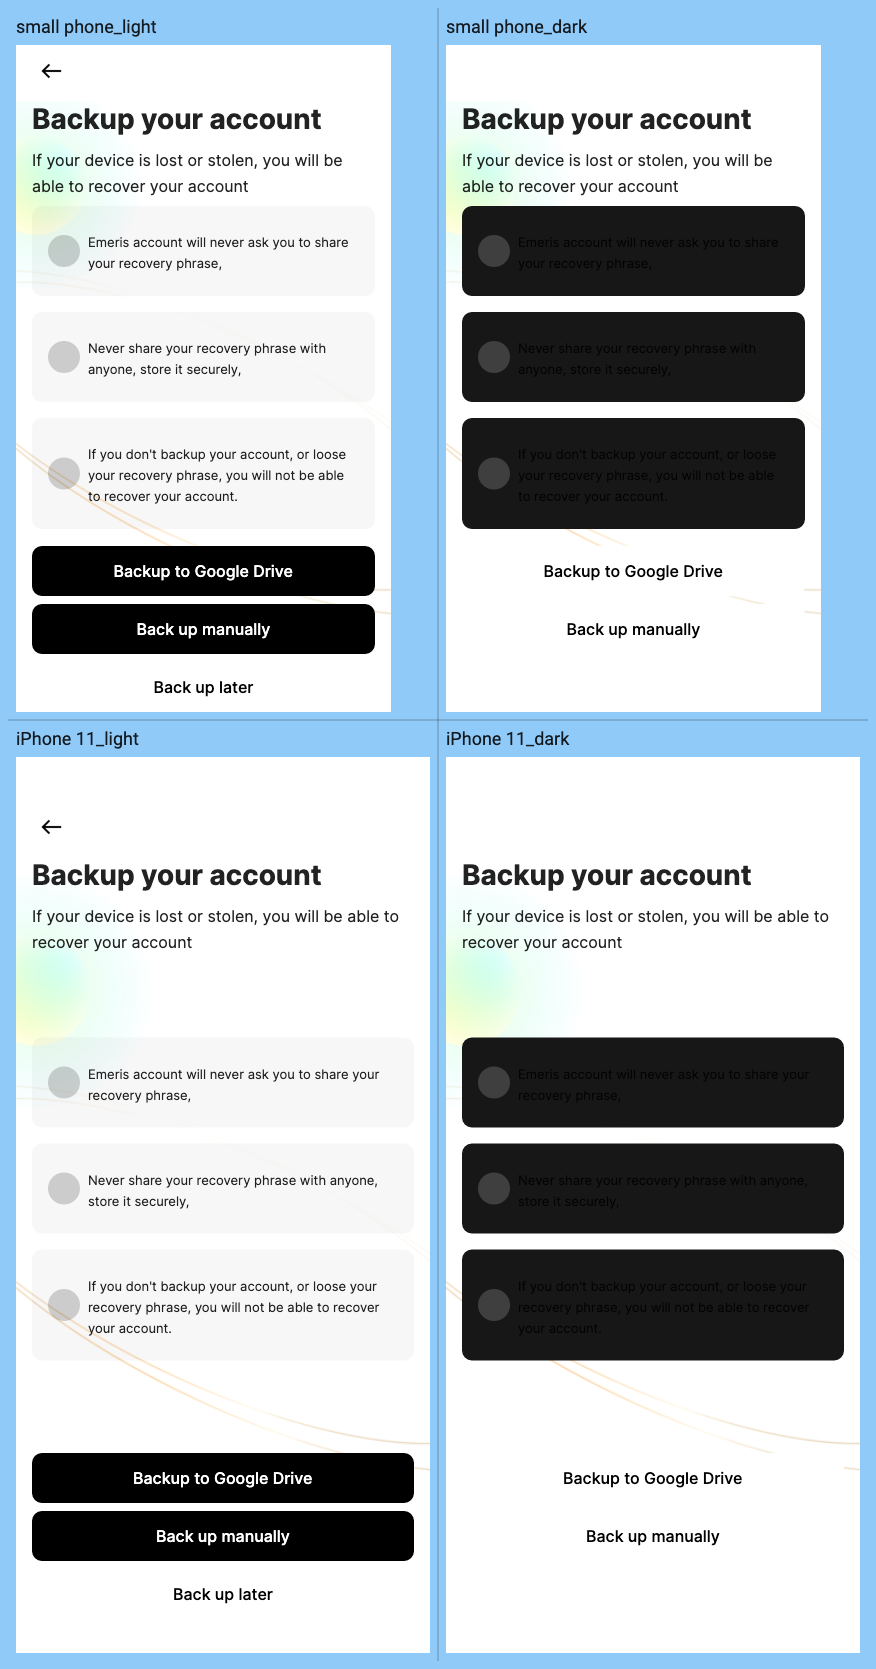 small phone_light
Backup your account
If your device is lost or stolen, you will be
able to recover your account
Emeris account will never ask you to share
your recovery phrase,
Never share your recovery phrase with
anyone, store it securely,
If you don't backup your account, or loose
your recovery phrase, you will not be able
to recover your account.
Backup to Google Drive
Back up manually
Back up later
small phone_dark
Backup your account
If your device is lost or stolen, you will be
able to recover your account
Emeris account will never ask you to share
your recovery phrase,
Never share your recovery phrase with
anyone, store it securely,
If you don't backup your account, or loose
your recovery phrase, you will not be able
to recover your account.
Backup to Google Drive
Back up manually
iPhone 11_light
Backup your account
If your device is lost or stolen, you will be able to
recover your account
Emeris account will never ask you to share your
recovery phrase,
Never share your recovery phrase with anyone,
store it securely,
If you don't backup your account, or loose your
recovery phrase, you will not be able to recover
your account.
Backup to Google Drive
Back up manually
Back up later
iPhone 11_dark
Backup your account
If your device is lost or stolen, you will be able to
recover your account
Emeris account will never ask you to share your
recovery phrase,
Never share your recovery phrase with anyone,
store it securely,
If you don't backup your account, or loose your
recovery phrase, you will not be able to recover
your account.
Backup to Google Drive
Back up manually